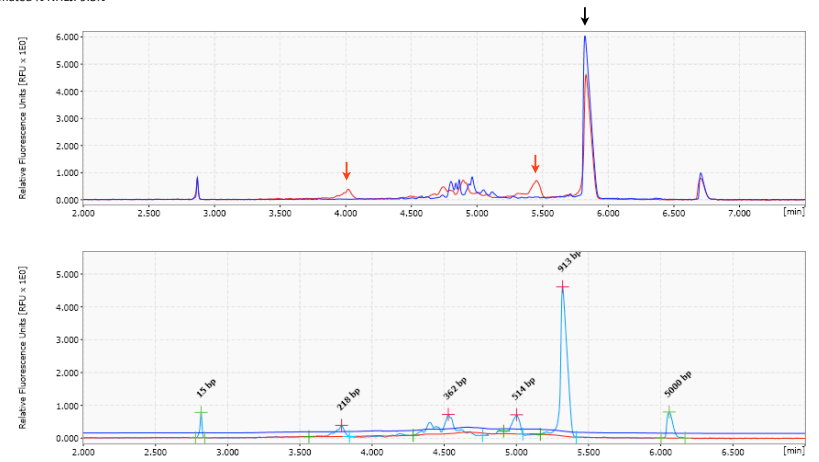 Relative Fluorescence Units [RFU x 1E0]
6.000
5.000
4.000
3.000
2.000
1.000
0.000
2.000 2.500 3.000 3.500 4.000 4.500 5.000 5.500 6.000 6.500 7.000 [min]
Relative Fluorescence Units [RFU x 1E0]
5.000
4.000
3.000
2.000
1.000
0.000
15 bp
218 bp
362 bp
514 bp
913 bp
5000 bp
2.000 2.500 3.000 3.500 4.000 4.500 5.000 5.500 6.000 6.500 [min]